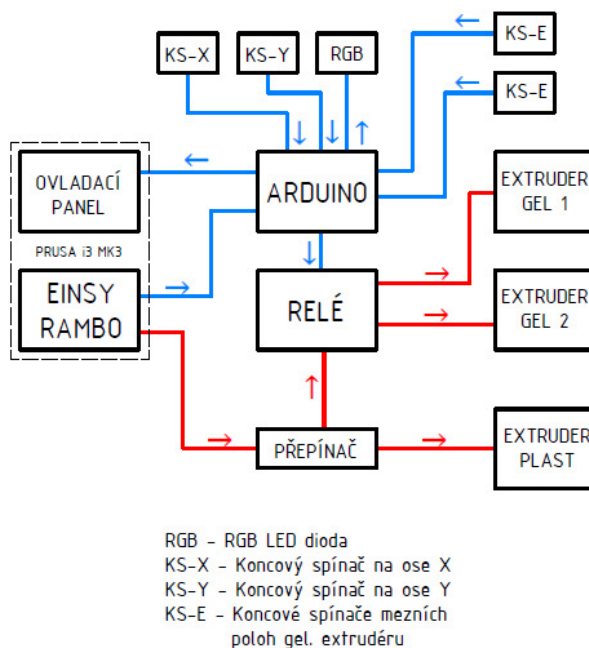 KS-X
KS-Y
RGB
KS-E
KS-E
OVLADACÍ
PANEL
ARDUINO
EXTRUDER
GEL 1
PRUSA i3 MK3
EINSY
RAMBO
RELÉ
EXTRUDER
GEL 2
PŘEPÍNAČ
EXTRUDER
PLAST
RGB - RGB LED dioda
KS-X - Koncový spínač na ose X
KS-Y - Koncový spínač na ose Y
KS-E - Koncové spínače mezních
poloh gel. extrudéru